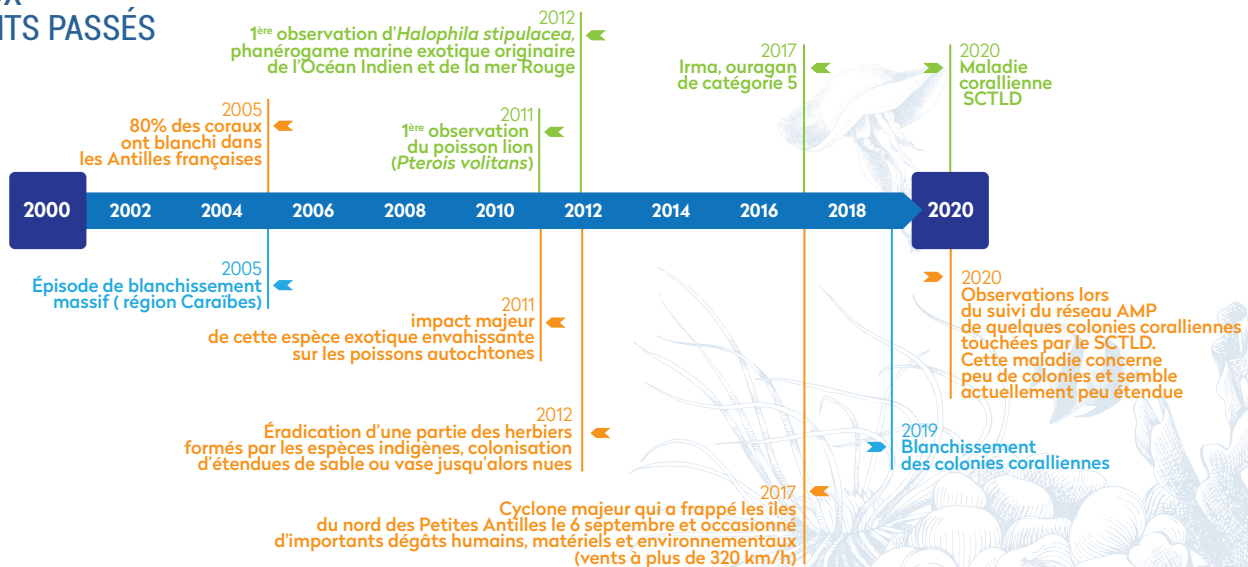 NTS PASSÉS
2012
1ère observation d'Halophila stipulacea,
phanérogame marine exotique originaire
de l'Océan Indien et de la mer Rouge
2017
Irma, ouragan
de catégorie 5
2020
Maladie
corallienne
SCTLD
2005
80% des coraux
ont blanchi dans
les Antilles françaises
2011
1ère observation
du poisson lion
(Pterois volitans)
2000 2002 2004 2006 2008 2010 2012 2014 2016 2018 2020
2005
Épisode de blanchissement
massif ( région Caraïbes)
2011
impact majeur
de cette espèce exotique envahissante
sur les poissons autochtones
2020
Observations lors
du suivi du réseau AMP
de quelques colonies coralliennes
touchées par le SCTLD.
Cette maladie concerne
peu de colonies et semble
actuellement peu étendue
2012
Éradication d'une partie des herbiers
formés par les espèces indigènes, colonisation
d'étendues de sable ou vase jusqu'alors nues
2019
Blanchissement
des colonies coralliennes
2017
Cyclone majeur qui a frappé les îles
du nord des Petites Antilles le 6 septembre et occasionné
d'importants dégâts humains, matériels et environnementaux
(vents à plus de 320 km/h)